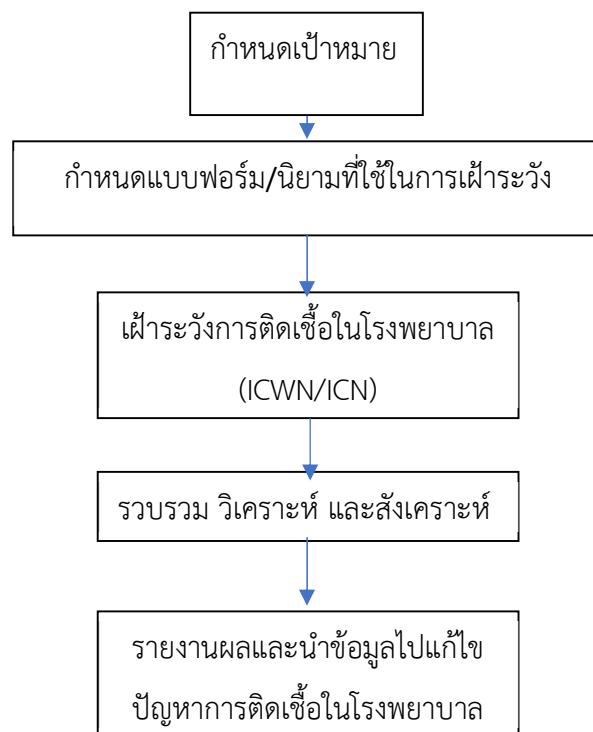 กำหนดเป้าหมาย
กำหนดแบบฟอร์ม/นิยามที่ใช้ในการเฝ้าระวัง
เฝ้าระวังการติดเชื้อในโรงพยาบาล
(ICWN/ICN)
รวบรวม วิเคราะห์ และสังเคราะห์
รายงานผลและนำข้อมูลไปแก้ไข
ปัญหาการติดเชื้อในโรงพยาบาล